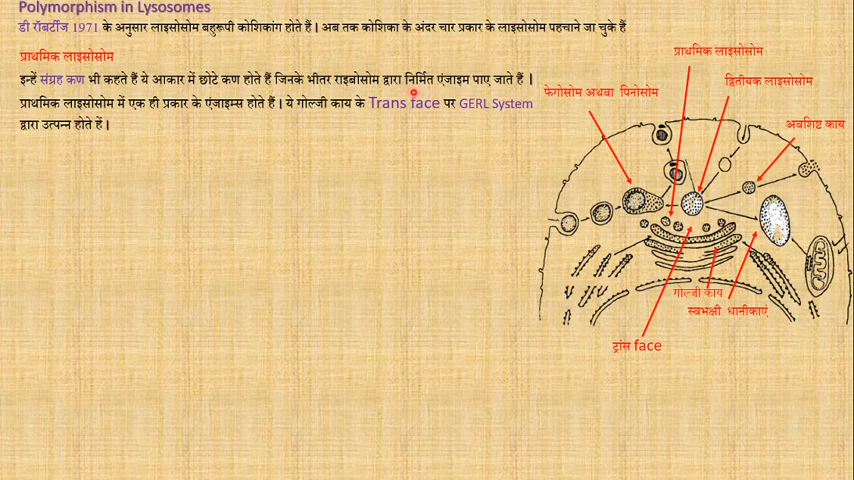 Polymorphism in Lysosomes
डी रॉबर्टीज 1971 के अनुसार लाइसोसोम बहुरूपी कोशिकांग होते हैं । अब तक कोशिका के अंदर चार प्रकार के लाइसोसोम पहचाने जा चुके हैं
प्राथमिक लाइसोसोम
इन्हें संग्रह कण भी कहते हैं ये आकार में छोटे कण होते हैं जिनके भीतर राइबोसोम द्वारा निर्मित एंजाइम पाए जाते हैं ।
प्राथमिक लाइसोसोम में एक ही प्रकार के एंजाइम्स होते हैं । ये गोल्जी काय के Trans face पर GERL System
द्वारा उत्पन्न होते हें ।
प्राथमिक लाइसोसोम
द्वितीयक लाइसोसोम
फेगोसोम अथवा पिनोसोम
अवशिष्ट काय
गोल्जी काय
स्वभक्षी धानीकाएं
ट्रांस face